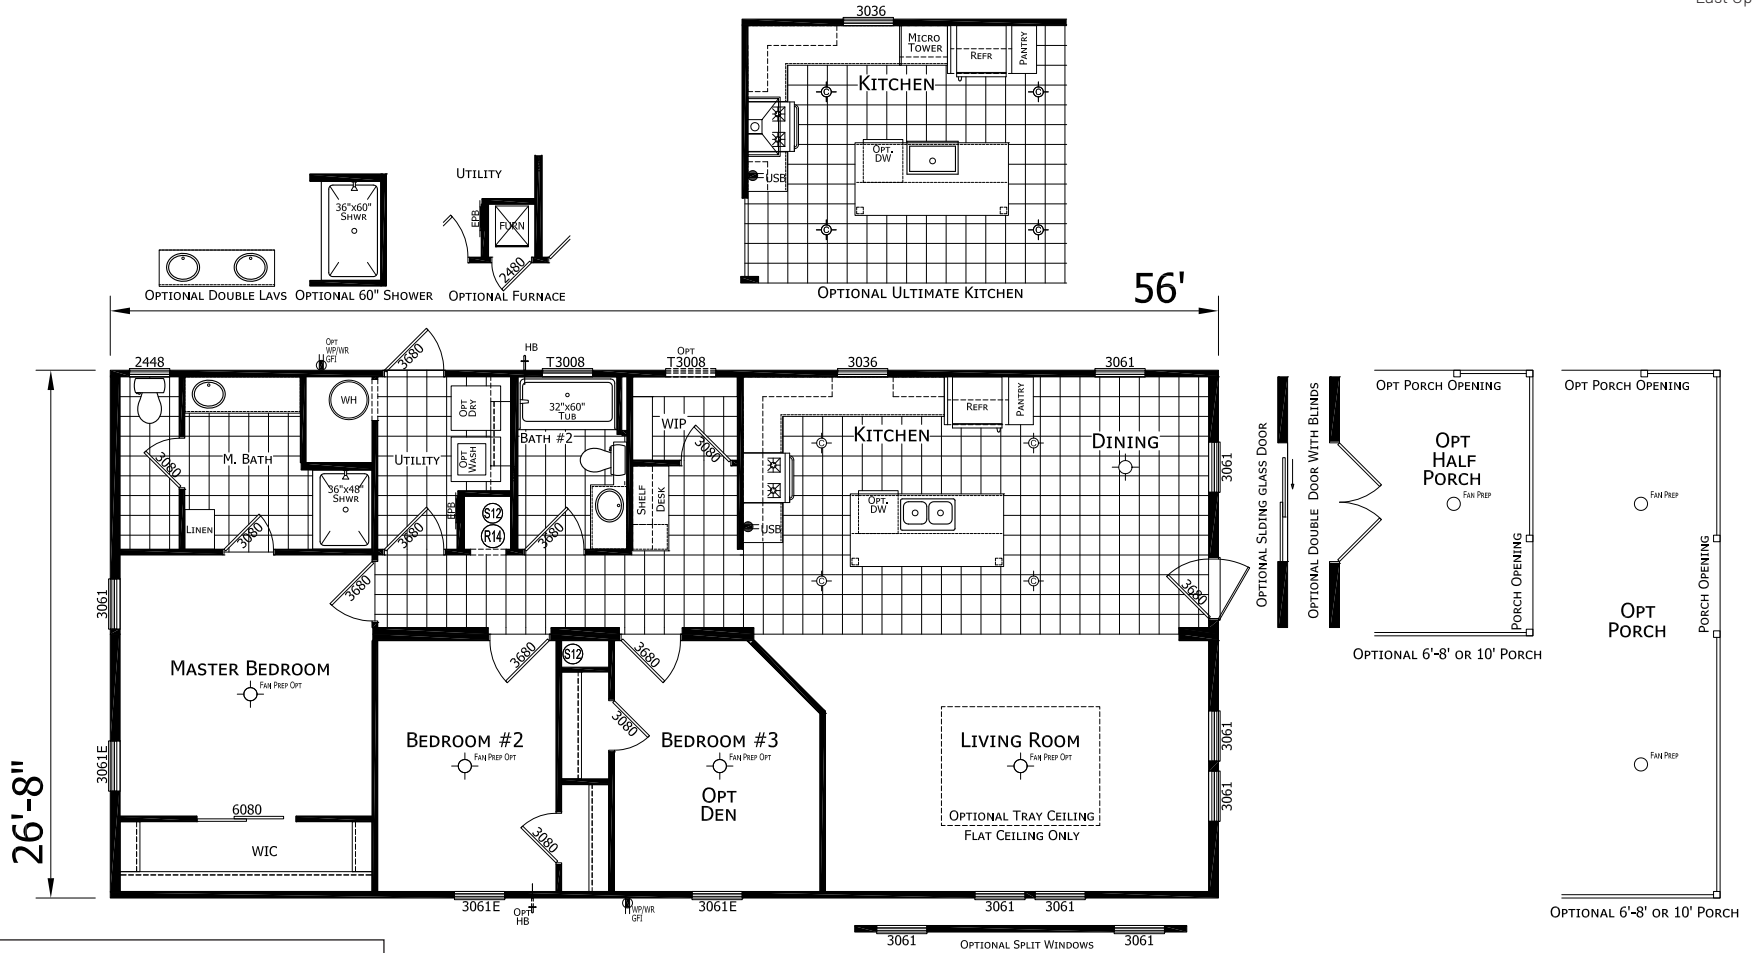 3036
MICRO
TOWER
REFR
PANTRY
KITCHEN
OPT.
DW
USB
OPTIONAL ULTIMATE KITCHEN
UTILITY
EPB
FURN
2480
OPTIONAL FURNACE
36"x60"
SHWR
OPTIONAL 60" SHOWER
OPTIONAL DOUBLE LAVS
56'
26'-8"
2448
OPT
WP/WR
GFI
3680
HB
T3008
OPT
T3008
3036
3061
WH
OPT
DRY
OPT
WASH
32"x60"
TUB
BATH #2
WIP
3080
REFR
PANTRY
KITCHEN
DINING
3061
3080
M. BATH
UTILITY
36"x48"
SHWR
LINEN
3080
EPB
3680
S12
R14
3680
SHELF
DESK
USB
OPT.
DW
3680
3061
3680
MASTER BEDROOM
FAN PREP OPT
3061E
6080
WIC
3680
S12
3680
BEDROOM #2
FAN PREP OPT
3080
3080
BEDROOM #3
FAN PREP OPT
OPT
DEN
LIVING ROOM
FAN PREP OPT
OPTIONAL TRAY CEILING
FLAT CEILING ONLY
3061
3061
3061E
OPT
HB
WP/WR
GFI
3061E
3061
3061
3061
OPTIONAL SPLIT WINDOWS
3061
OPTIONAL SLDING GLASS DOOR
OPTIONAL DOUBLE DOOR WITH BLINDS
OPT PORCH OPENING
OPT
HALF
PORCH
FAN PREP
PORCH OPENING
OPTIONAL 6'-8' OR 10' PORCH
OPT PORCH OPENING
FAN PREP
PORCH OPENING
OPT
PORCH
FAN PREP
OPTIONAL 6'-8' OR 10' PORCH